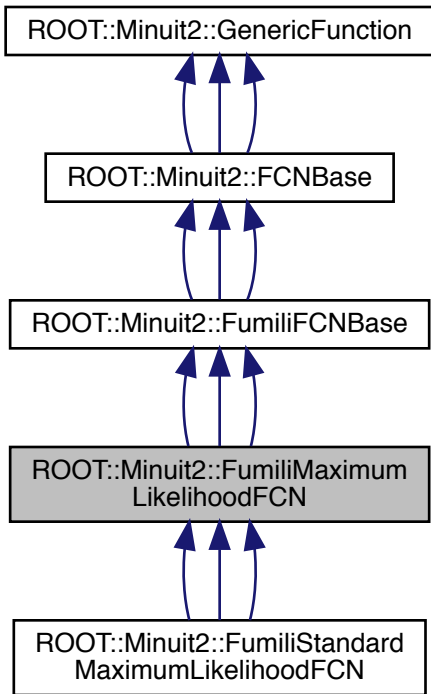 ROOT::Minuit2::GenericFunction
ROOT::Minuit2::FCNBase
ROOT::Minuit2::FumiliFCNBase
ROOT::Minuit2::FumiliMaximum
LikelihoodFCN
ROOT::Minuit2::FumiliStandard
MaximumLikelihoodFCN